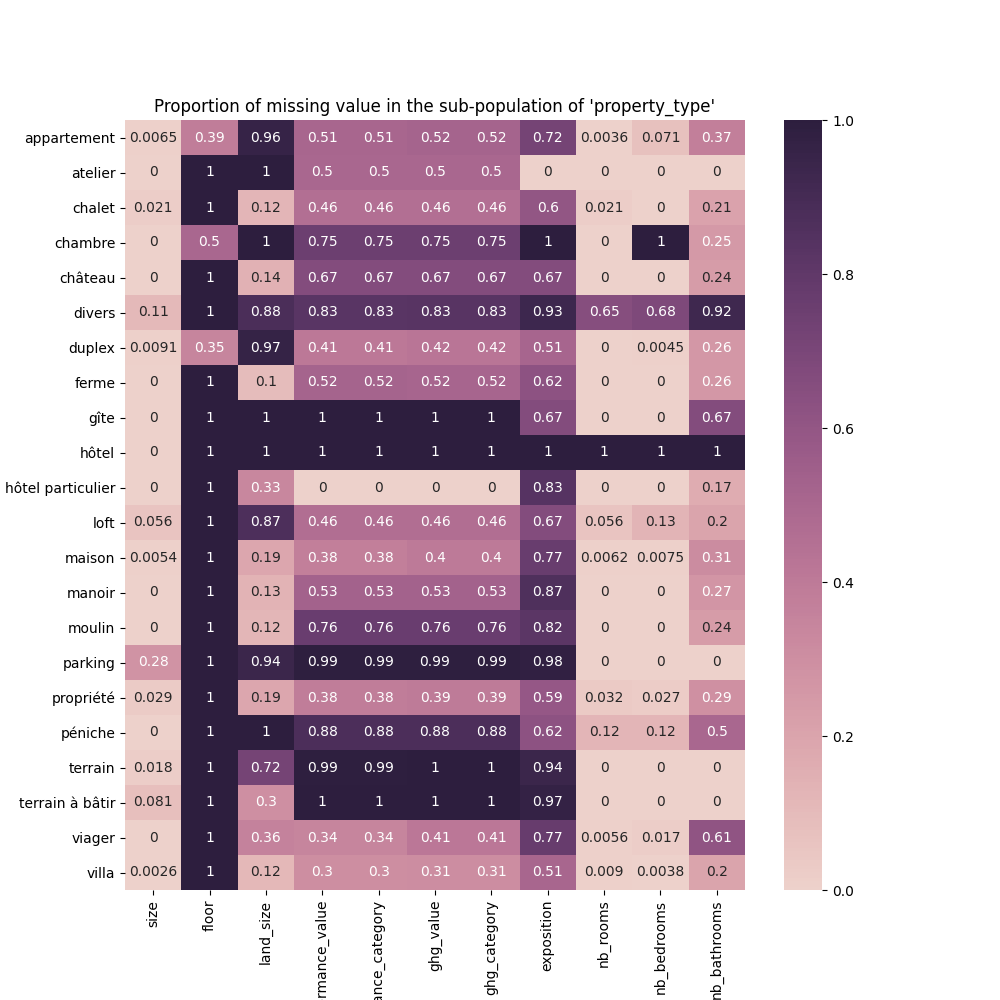 Proportion of missing value in the sub-population of 'property_type'
appartement 0.0065 0.39 0.96 0.51 0.51 0.52 0.52 0.72 0.0036 0.071 0.37
atelier 0 1 1 0.5 0.5 0.5 0.5 0 0 0 0
chalet 0.021 1 0.12 0.46 0.46 0.46 0.46 0.6 0.021 0 0.21
chambre 0 0.5 1 0.75 0.75 0.75 0.75 1 0 1 0.25
château 0 1 0.14 0.67 0.67 0.67 0.67 0.67 0 0 0.24
divers 0.11 1 0.88 0.83 0.83 0.83 0.83 0.93 0.65 0.68 0.92
duplex 0.0091 0.35 0.97 0.41 0.41 0.42 0.42 0.51 0 0.0045 0.26
ferme 0 1 0.1 0.52 0.52 0.52 0.52 0.62 0 0 0.26
gîte 0 1 1 1 1 1 1 0.67 0 0 0.67
hôtel 0 1 1 1 1 1 1 1 1 1 1
hôtel particulier 0 1 0.33 0 0 0 0 0.83 0 0 0.17
loft 0.056 1 0.87 0.46 0.46 0.46 0.46 0.67 0.056 0.13 0.2
maison 0.0054 1 0.19 0.38 0.38 0.4 0.4 0.77 0.0062 0.0075 0.31
manoir 0 1 0.13 0.53 0.53 0.53 0.53 0.87 0 0 0.27
moulin 0 1 0.12 0.76 0.76 0.76 0.76 0.82 0 0 0.24
parking 0.28 1 0.94 0.99 0.99 0.99 0.99 0.98 0 0 0
propriété 0.029 1 0.19 0.38 0.38 0.39 0.39 0.59 0.032 0.027 0.29
péniche 0 1 1 0.88 0.88 0.88 0.88 0.62 0.12 0.12 0.5
terrain 0.018 1 0.72 0.99 0.99 1 1 0.94 0 0 0
terrain à bâtir 0.081 1 0.3 1 1 1 1 0.97 0 0 0
viager 0 1 0.36 0.34 0.34 0.41 0.41 0.77 0.0056 0.017 0.61
villa 0.0026 1 0.12 0.3 0.3 0.31 0.31 0.51 0.009 0.0038 0.2
size
floor
land_size
rmance_value
ance_category
ghg_value
ghg_category
exposition
nb_rooms
nb_bedrooms
nb_bathrooms
1.0
0.8
0.6
0.4
0.2
0.0